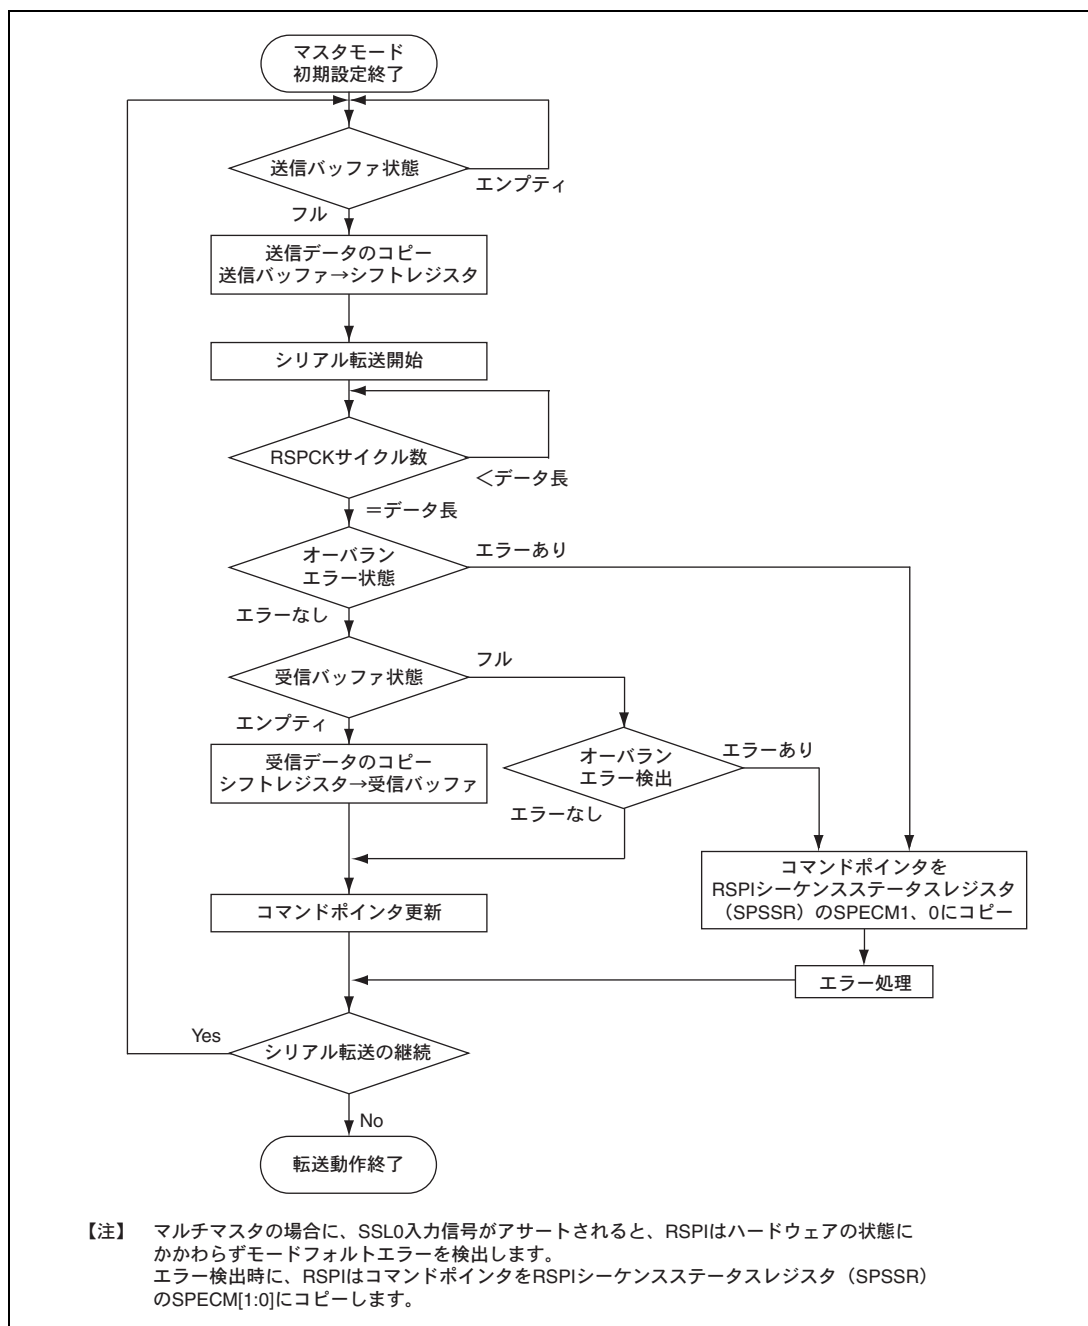 マスタモード
初期設定終了
送信バッファ状態
エンプティ
フル
送信データのコピー
送信バッファ→シフトレジスタ
シリアル転送開始
RSPCKサイクル数
<データ長
=データ長
オーバラン
エラー状態
エラーあり
エラーなし
受信バッファ状態
フル
エンプティ
受信データのコピー
シフトレジスタ→受信バッファ
オーバラン
エラー検出
エラーあり
エラーなし
コマンドポインタを
RSPIシーケンスステータスレジスタ
(SPSSR)のSPECM1、0にコピー
コマンドポインタ更新
エラー処理
Yes
シリアル転送の継続
No
転送動作終了
【注】 マルチマスタの場合に、SSL0入力信号がアサートされると、RSPIはハードウェアの状態に
かかわらずモードフォルトエラーを検出します。
エラー検出時に、RSPIはコマンドポインタをRSPIシーケンスステータスレジスタ(SPSSR)
のSPECM[1:0]にコピーします。